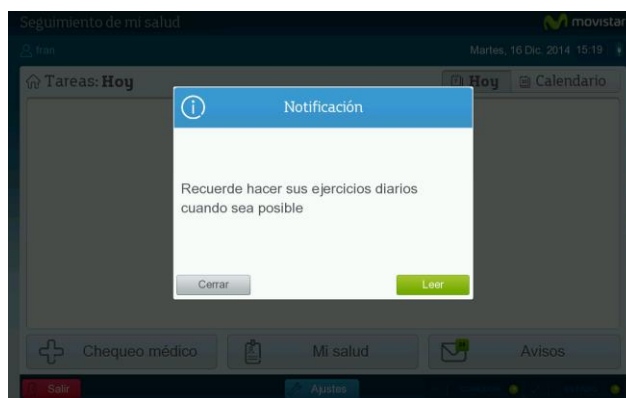 Seguimiento de mi salud
movistar
fran
Martes, 16 Dic. 2014 15:19
Tareas: Hoy
Hoy
Calendario
Notificación
Recuerde hacer sus ejercicios diarios
cuando sea posible
Cerrar
Leer
Chequeo médico
Mi salud
Avisos
Salir
Ajustes